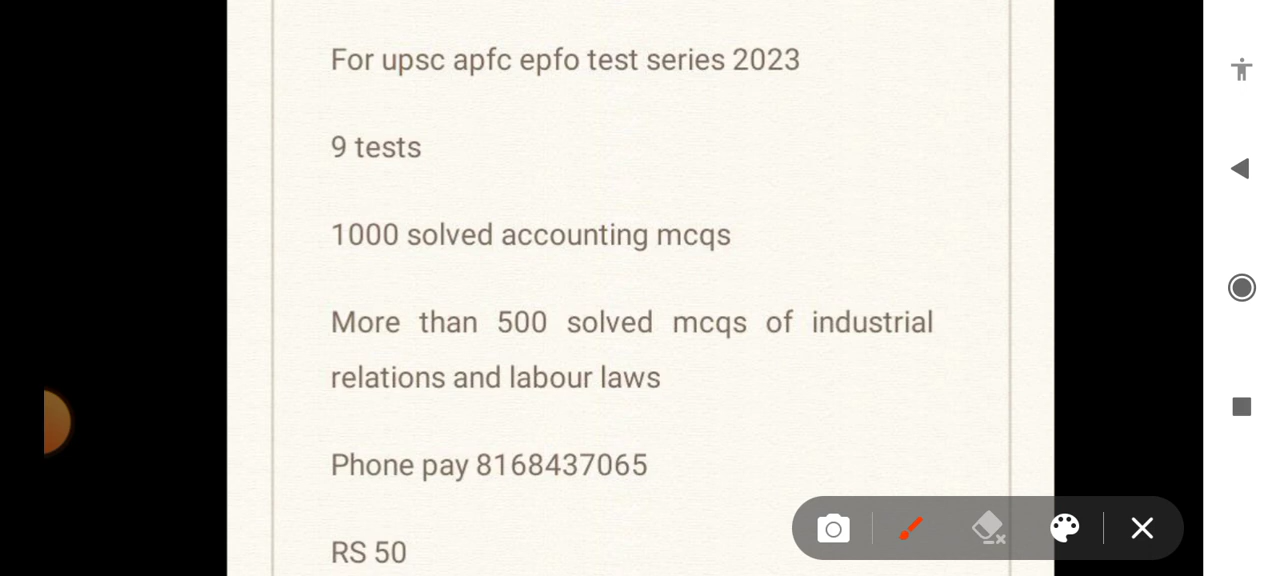 For upsc apfc epfo test series 2023
9 tests
1000 solved accounting mcqs
More than 500 solved mcqs of industrial
relations and labour laws
Phone pay 8168437065
RS 50